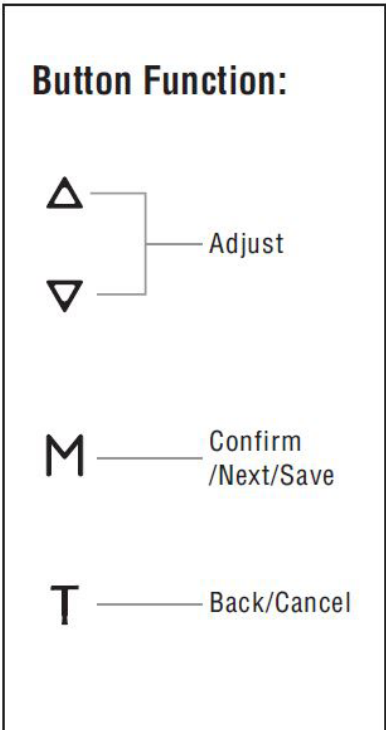 Button Function:
△
▽
Adjust
M
Confirm
/Next/Save
T
Back/Cancel